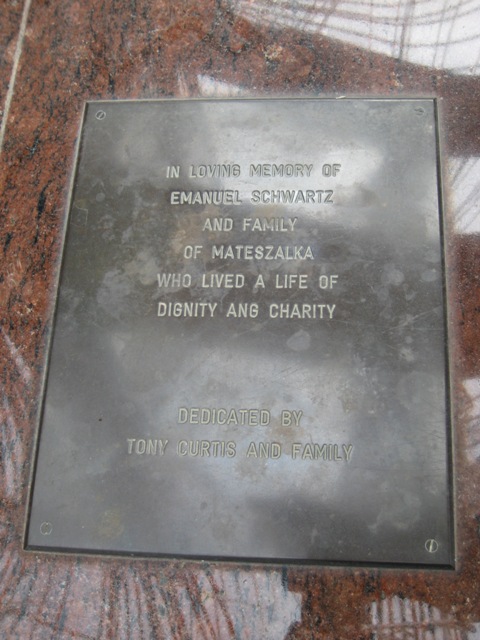 IN LOVING MEMORY OF
EMANUEL SCHWARTZ
AND FAMILY
OF MATESZALKA
WHO LIVED A LIFE OF
DIGNITY ANG CHARITY
DEDICATED BY
TONY CURTIS AND FAMILY